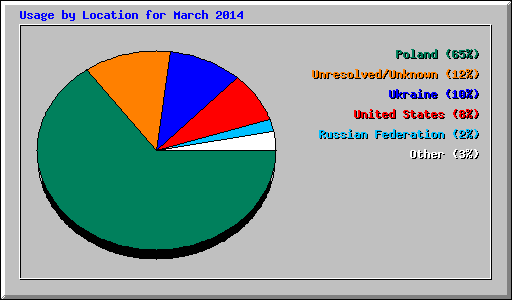 Usage by Location for March 2014
Poland (65%)
Unresolved/Unknown (12%)
Ukraine (10%)
United States (8%)
Russian Federation (2%)
Other (3%)